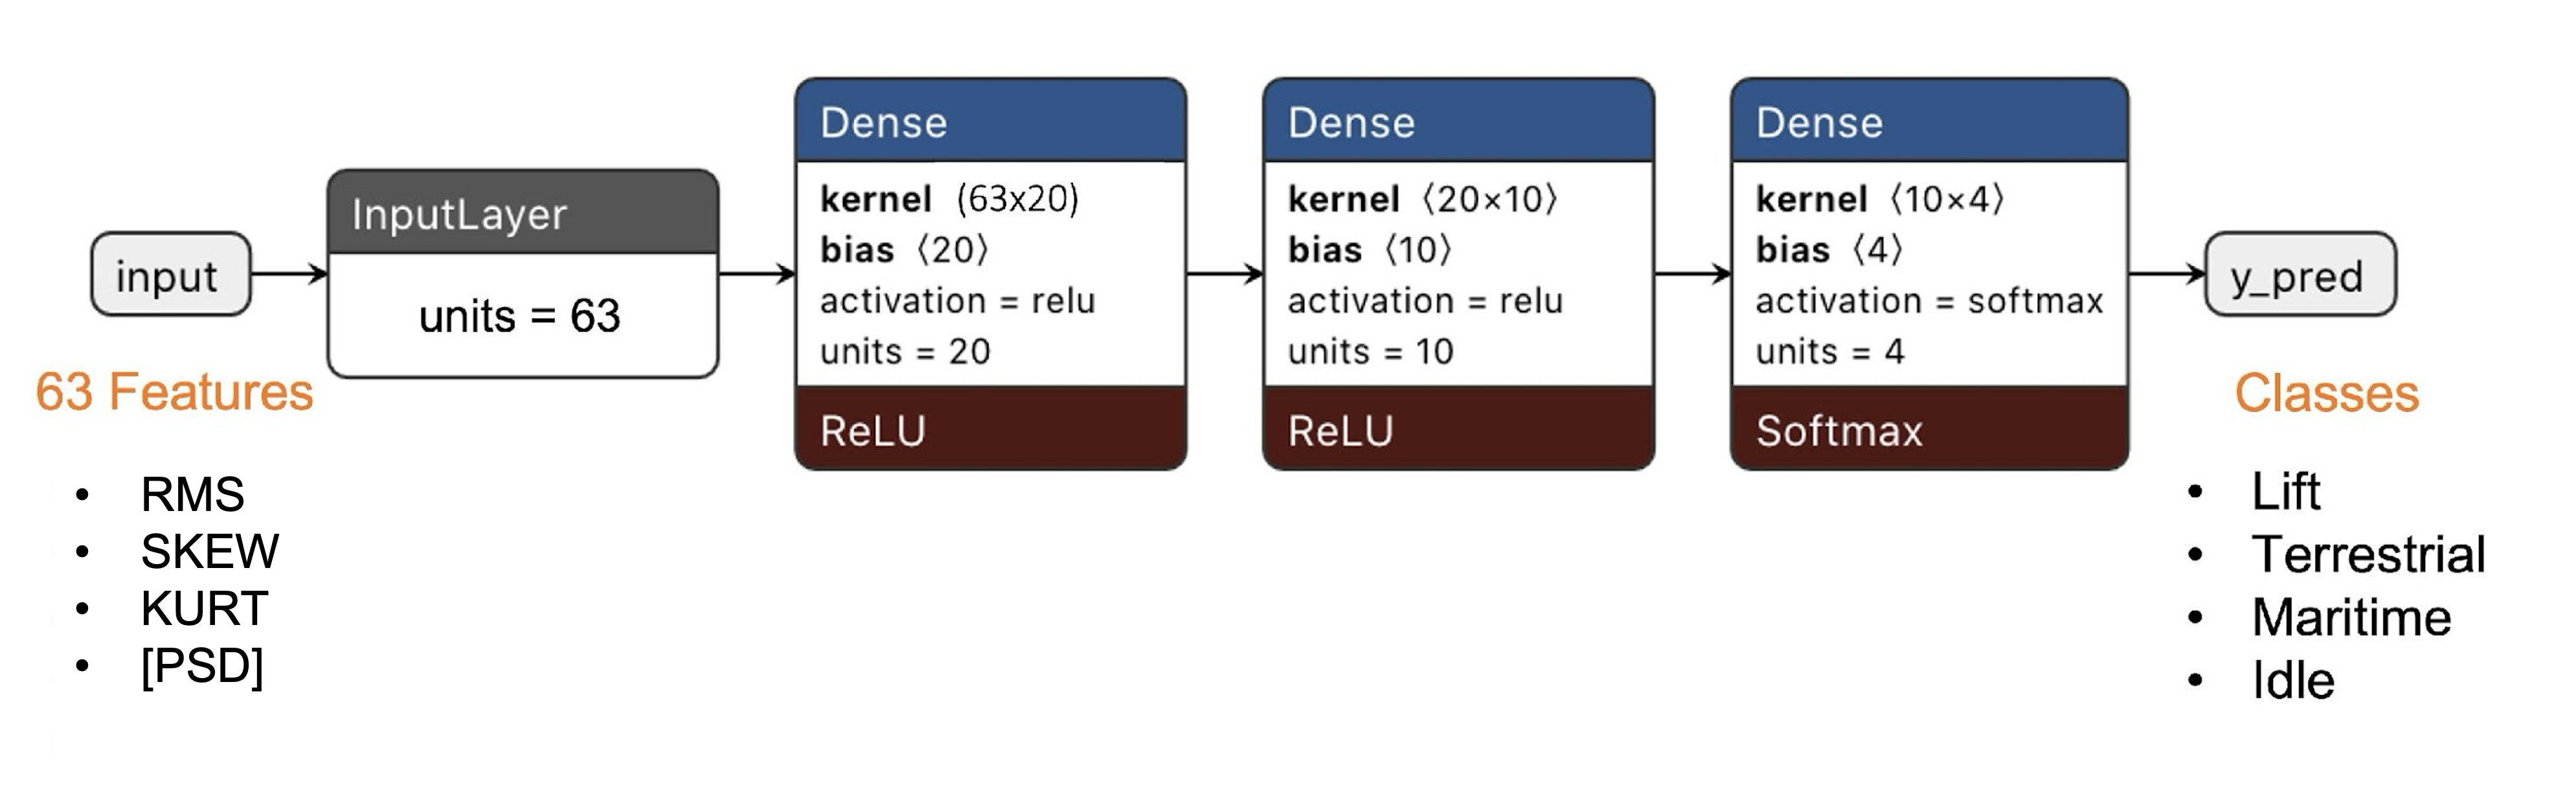 input
63 Features
• RMS
• SKEW
• KURT
• [PSD]
InputLayer
units = 63
Dense
kernel (63x20)
bias ⟨20⟩
activation = relu
units = 20
ReLU
Dense
kernel ⟨20×10⟩
bias ⟨10⟩
activation = relu
units = 10
ReLU
Dense
kernel ⟨10×4⟩
bias ⟨4⟩
activation = softmax
units = 4
Softmax
y_pred
Classes
• Lift
• Terrestrial
• Maritime
• Idle